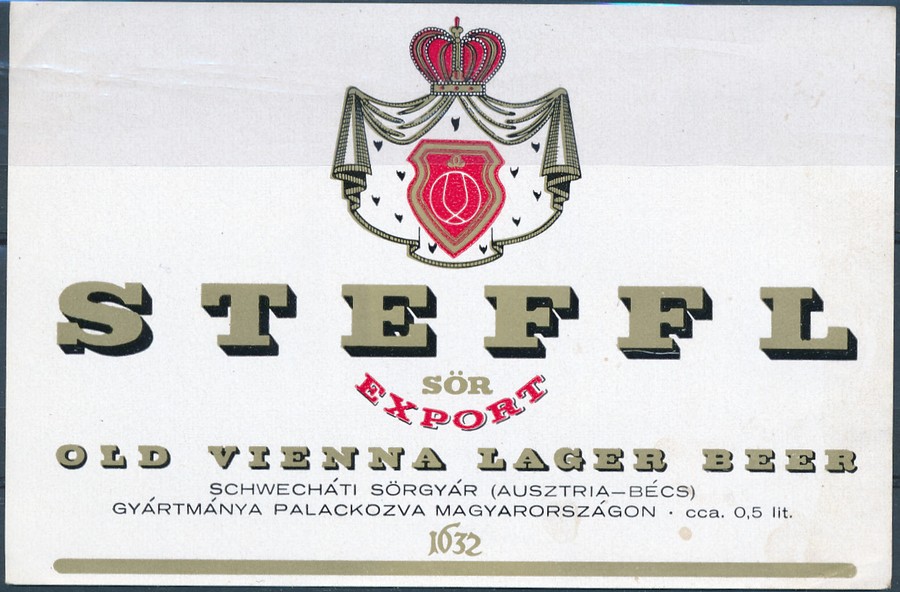 STEFFL
SÖR
EXPORT
OLD VIENNA LAGER BEER
SCHWECHÁTI SÖRGYÁR (AUSZTRIA–BÉCS)
GYÁRTMÁNYA PALACKOZVA MAGYARORSZÁGON · cca. 0,5 lit.
1632